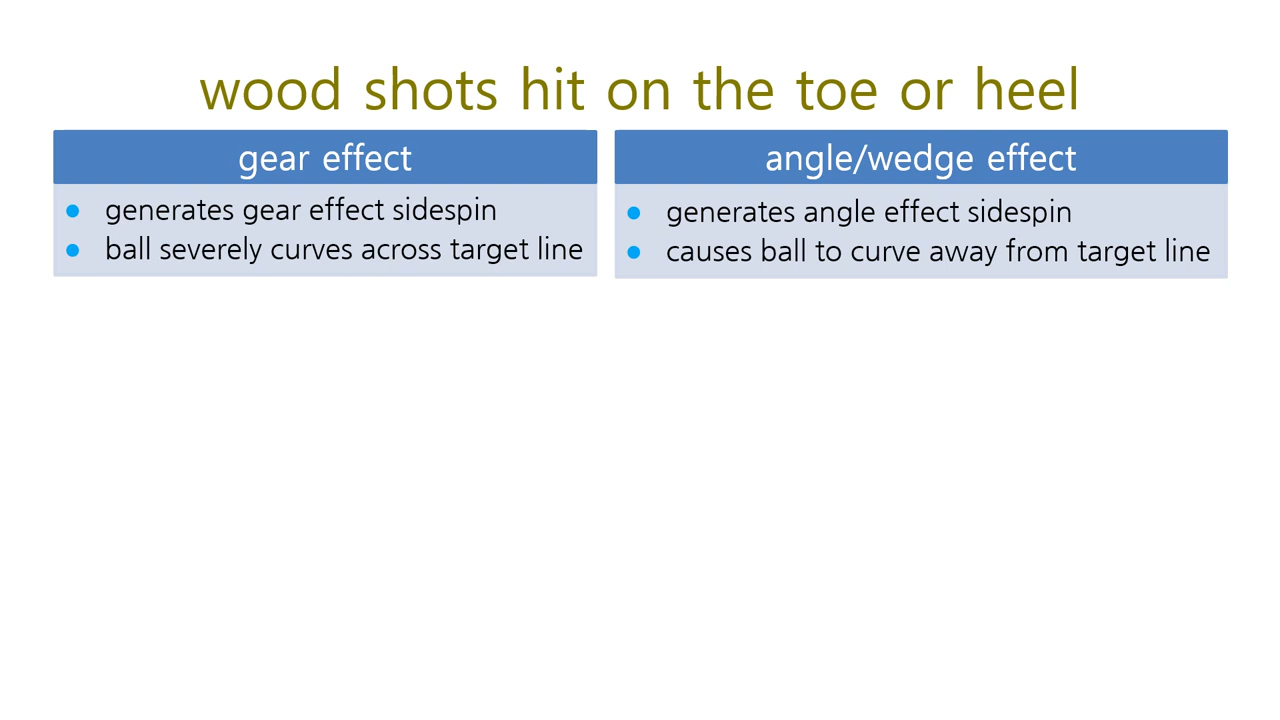 wood shots hit on the toe or heel
gear effect
● generates gear effect sidespin
● ball severely curves across target line
angle/wedge effect
● generates angle effect sidespin
● causes ball to curve away from target line